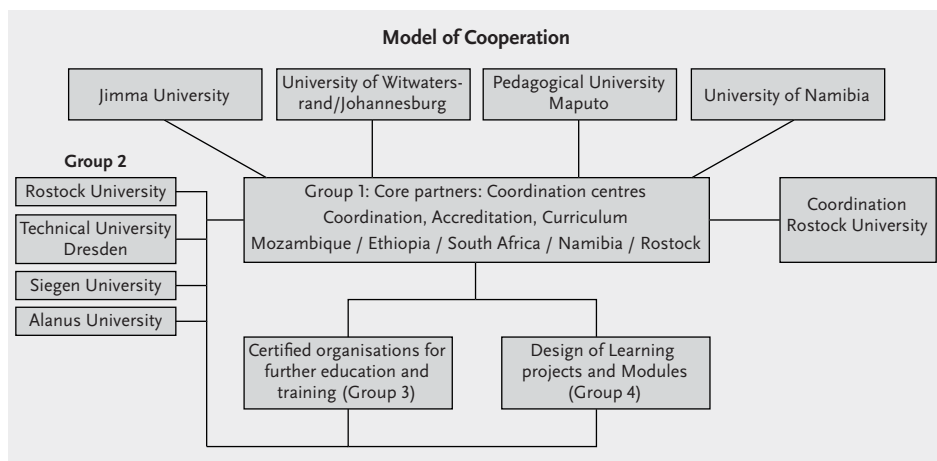 Model of Cooperation
Jimma University
University of Witwaters-
rand/Johannesburg
Pedagogical University
Maputo
University of Namibia
Group 2
Rostock University
Technical University
Dresden
Siegen University
Alanus University
Group 1: Core partners: Coordination centres
Coordination, Accreditation, Curriculum
Mozambique / Ethiopia / South Africa / Namibia / Rostock
Coordination
Rostock University
Certified organisations for
further education and
training (Group 3)
Design of Learning
projects and Modules
(Group 4)